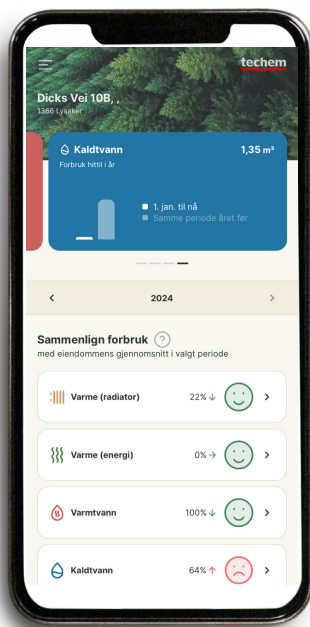 techem
Dicks Vei 10B, ,
1366 Lysaker
Kaldtvann 1,35 m³
Forbruk hittil i år
1. jan. til nå
Samme periode året før
2024
Sammenlign forbruk ?
med eiendommens gjennomsnitt i valgt periode
Varme (radiator) 22% ↓
Varme (energi) 0% →
Varmtvann 100% ↓
Kaldtvann 64% ↑